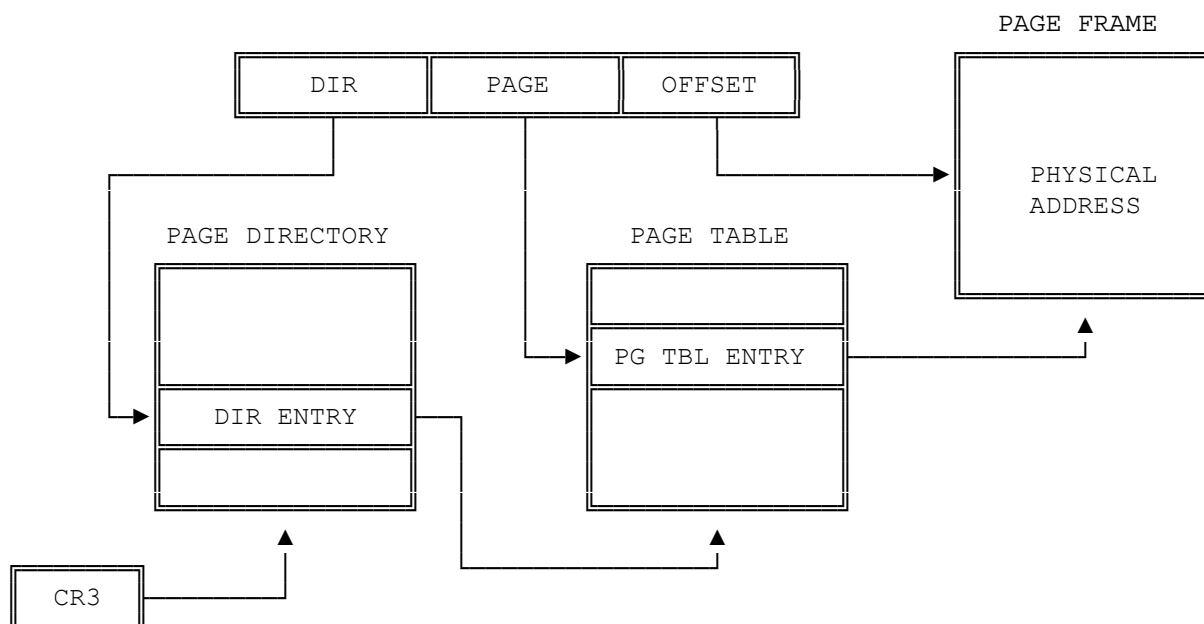 PAGE FRAME
DIR PAGE OFFSET
PHYSICAL
ADDRESS
PAGE DIRECTORY PAGE TABLE
PG TBL ENTRY
DIR ENTRY
CR3